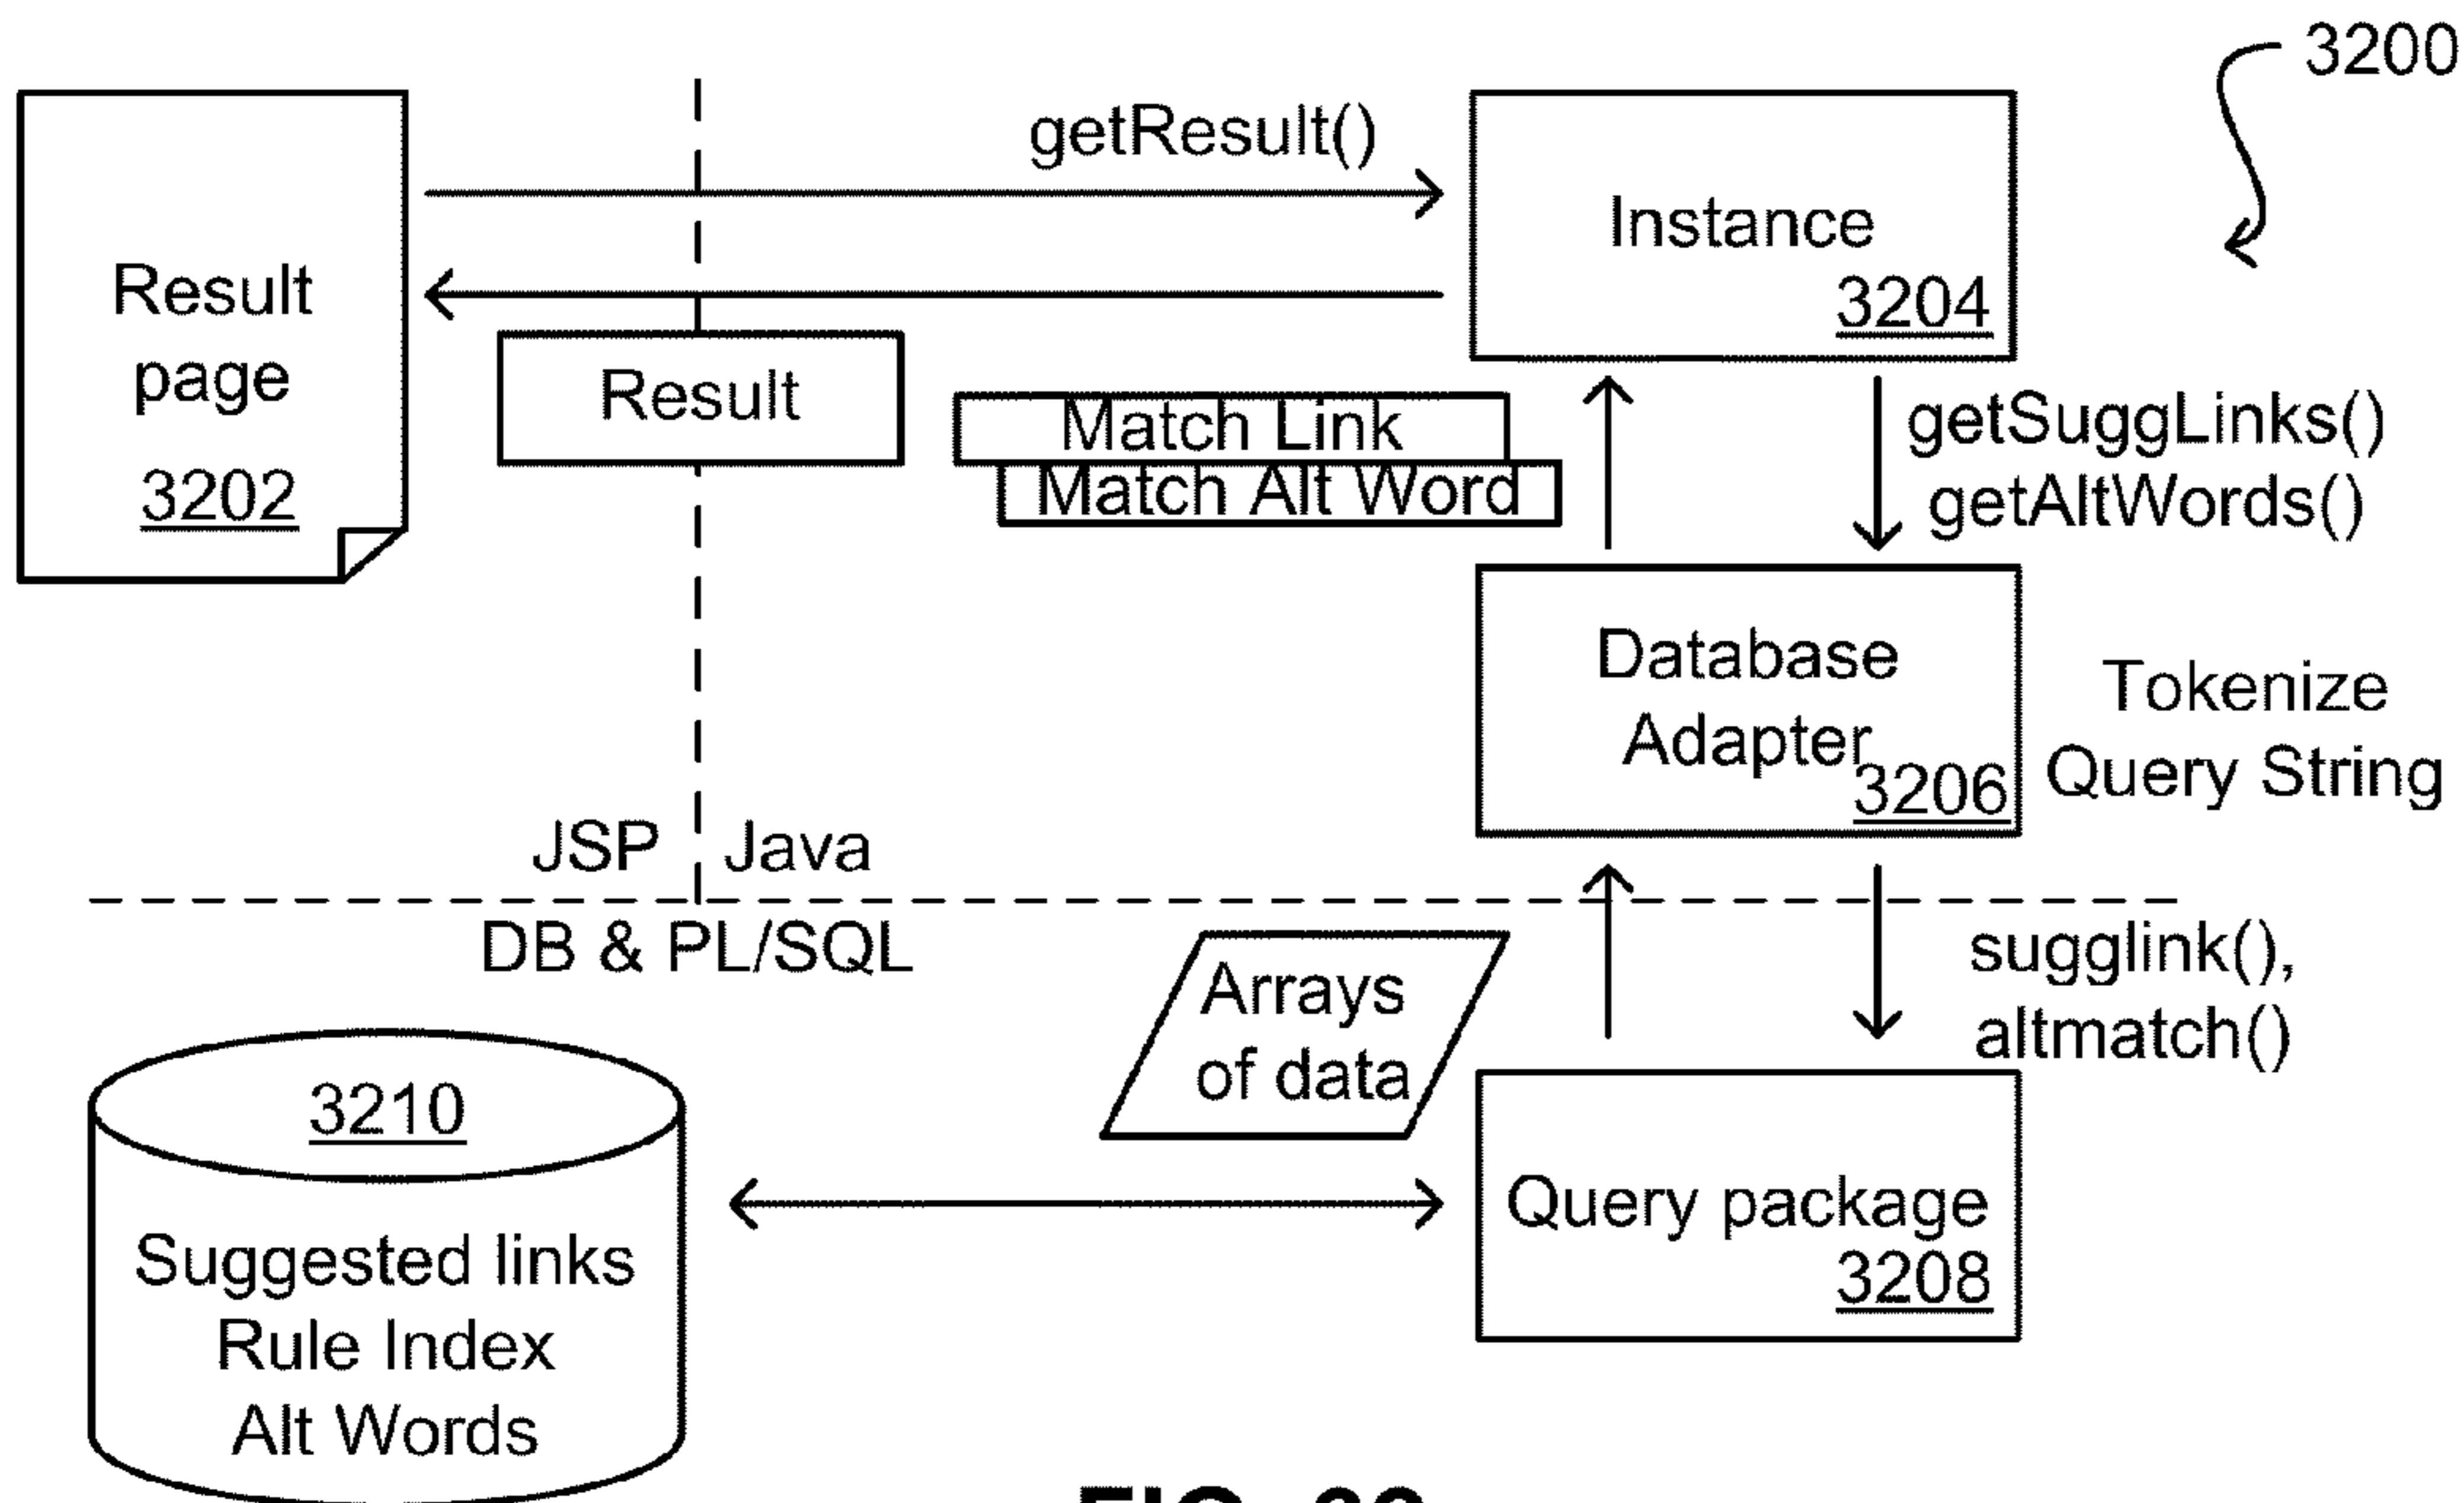 3200
getResult()
Instance
3204
Result
page
3202
Result
Match Link
Match Alt Word
getSuggLinks()
getAltWords()
Database
Adapter
3206
Tokenize
Query String
JSP
Java
DB & PL/SQL
Arrays
of data
sugglink(),
altmatch()
3210
Suggested links
Rule Index
Alt Words
Query package
3208